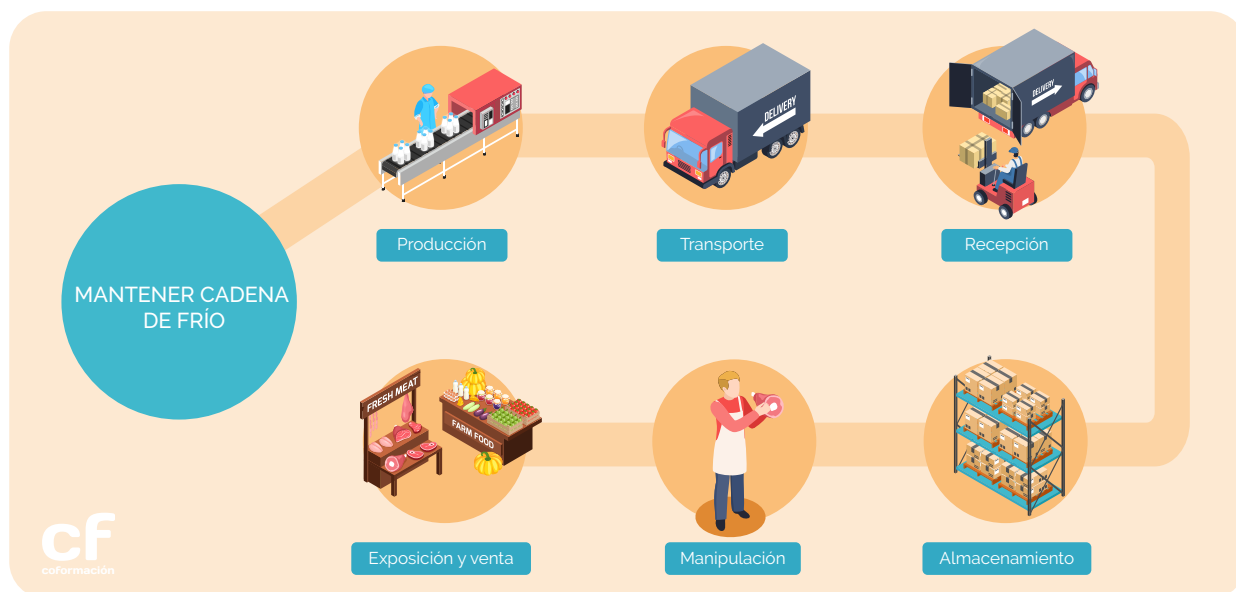 MANTENER CADENA
DE FRÍO
Producción
DELIVERY
Transporte
DELIVERY
Recepción
FRESH MEAT
FARM FOOD
Exposición y venta
Manipulación
Almacenamiento
cf
coformación